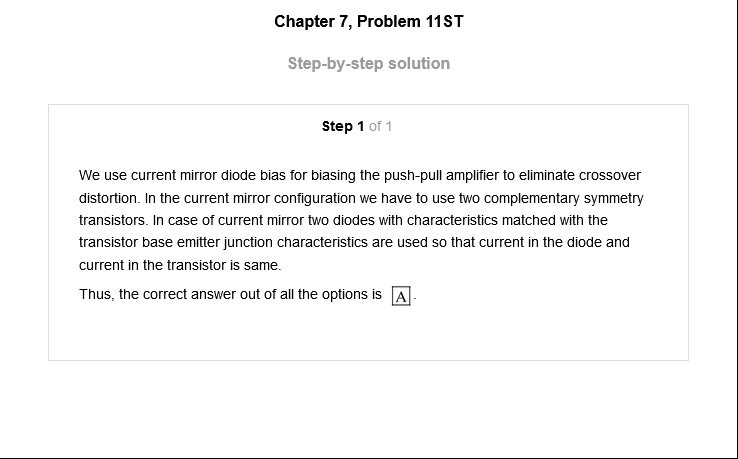 Chapter 7, Problem 11ST
Step-by-step solution
Step 1 of 1
We use current mirror diode bias for biasing the push-pull amplifier to eliminate crossover
distortion. In the current mirror configuration we have to use two complementary symmetry
transistors. In case of current mirror two diodes with characteristics matched with the
transistor base emitter junction characteristics are used so that current in the diode and
current in the transistor is same.
Thus, the correct answer out of all the options is A.